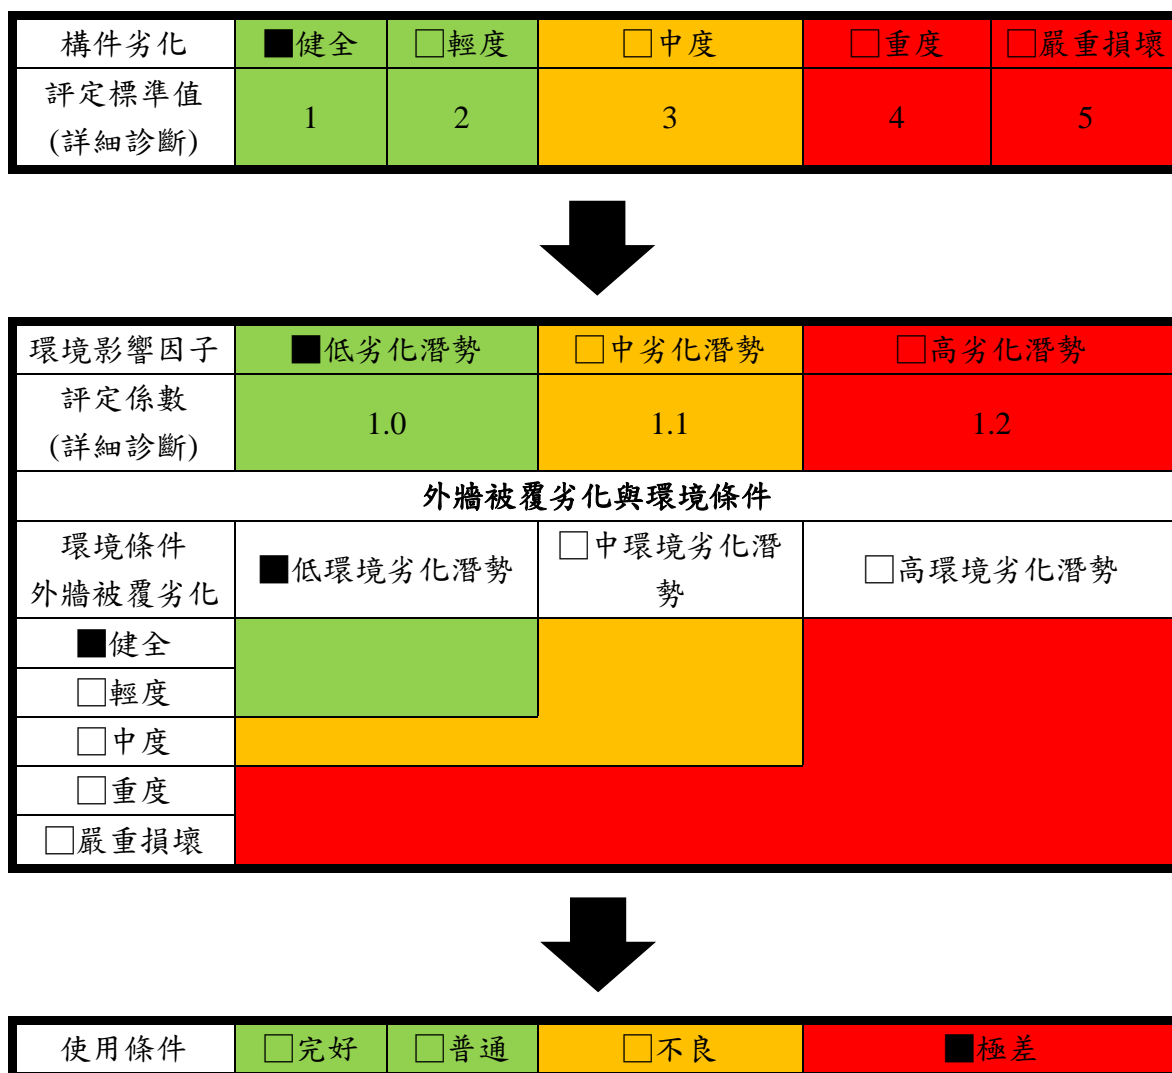 構件劣化 ■健全 □輕度 □中度 □重度 □嚴重損壞
評定標準值
(詳細診斷) 1 2 3 4 5
環境影響因子 ■低劣化潛勢 □中劣化潛勢 □高劣化潛勢
評定係數
(詳細診斷) 1.0 1.1 1.2
外牆被覆劣化與環境條件
環境條件
外牆被覆劣化 ■低環境劣化潛勢 □中環境劣化潛
勢 □高環境劣化潛勢
■健全
□輕度
□中度
□重度
□嚴重損壞
使用條件 □完好 □普通 □不良 ■極差